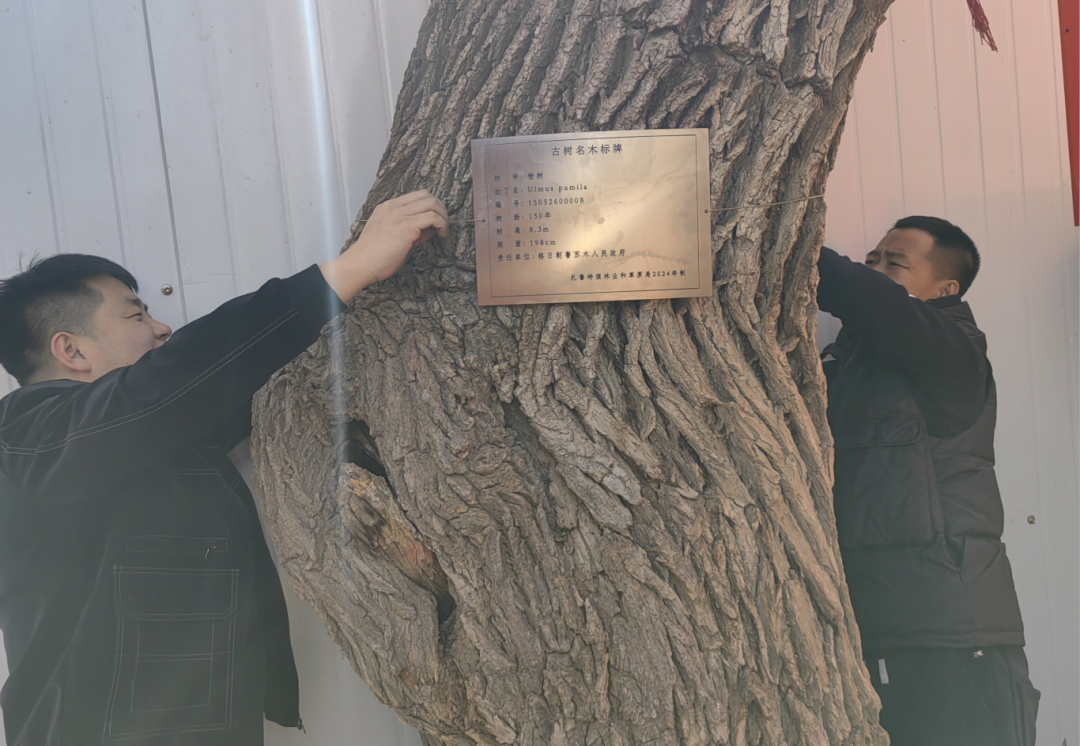 古树名木标牌
树 种: 榆树
拉丁名: Ulmus pumila
编 号: 15052600008
树 龄: 150年
树 高: 8.5m
胸 围: 198cm
责任单位: 格日朝鲁苏木人民政府
扎鲁特旗林业和草原局2024年制